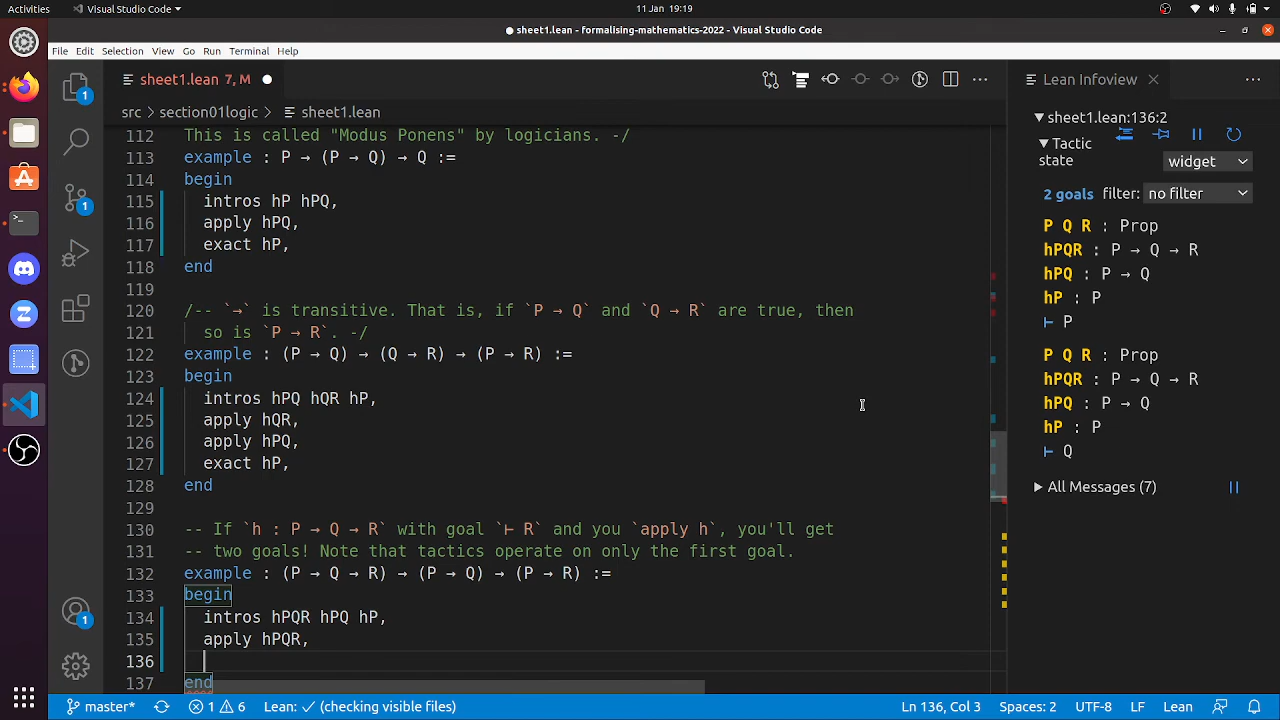 Activities Visual Studio Code 11 Jan 19:19
sheet1.lean - formalising-mathematics-2022 - Visual Studio Code
File Edit Selection View Go Run Terminal Help
sheet1.lean 7, M
Lean Infoview
src > section01logic > sheet1.lean
112 This is called "Modus Ponens" by logicians. -/
113 example : P → (P → Q) → Q :=
114 begin
115 intros hP hPQ,
116 apply hPQ,
117 exact hP,
118 end
119
120 /-- `→` is transitive. That is, if `P → Q` and `Q → R` are true, then
121 so is `P → R`. -/
122 example : (P → Q) → (Q → R) → (P → R) :=
123 begin
124 intros hPQ hQR hP,
125 apply hQR,
126 apply hPQ,
127 exact hP,
128 end
129
130 -- If `h : P → Q → R` with goal `⊢ R` and you `apply h`, you'll get
131 -- two goals! Note that tactics operate on only the first goal.
132 example : (P → Q → R) → (P → Q) → (P → R) :=
133 begin
134 intros hPQR hPQ hP,
135 apply hPQR,
136
137 end
sheet1.lean:136:2
Tactic
state
widget
2 goals filter: no filter
P Q R : Prop
hPQR : P → Q → R
hPQ : P → Q
hP : P
⊢ P
P Q R : Prop
hPQR : P → Q → R
hPQ : P → Q
hP : P
⊢ Q
All Messages (7)
1
1
1
master* 1 6 Lean: ✓ (checking visible files) Ln 136, Col 3 Spaces: 2 UTF-8 LF Lean